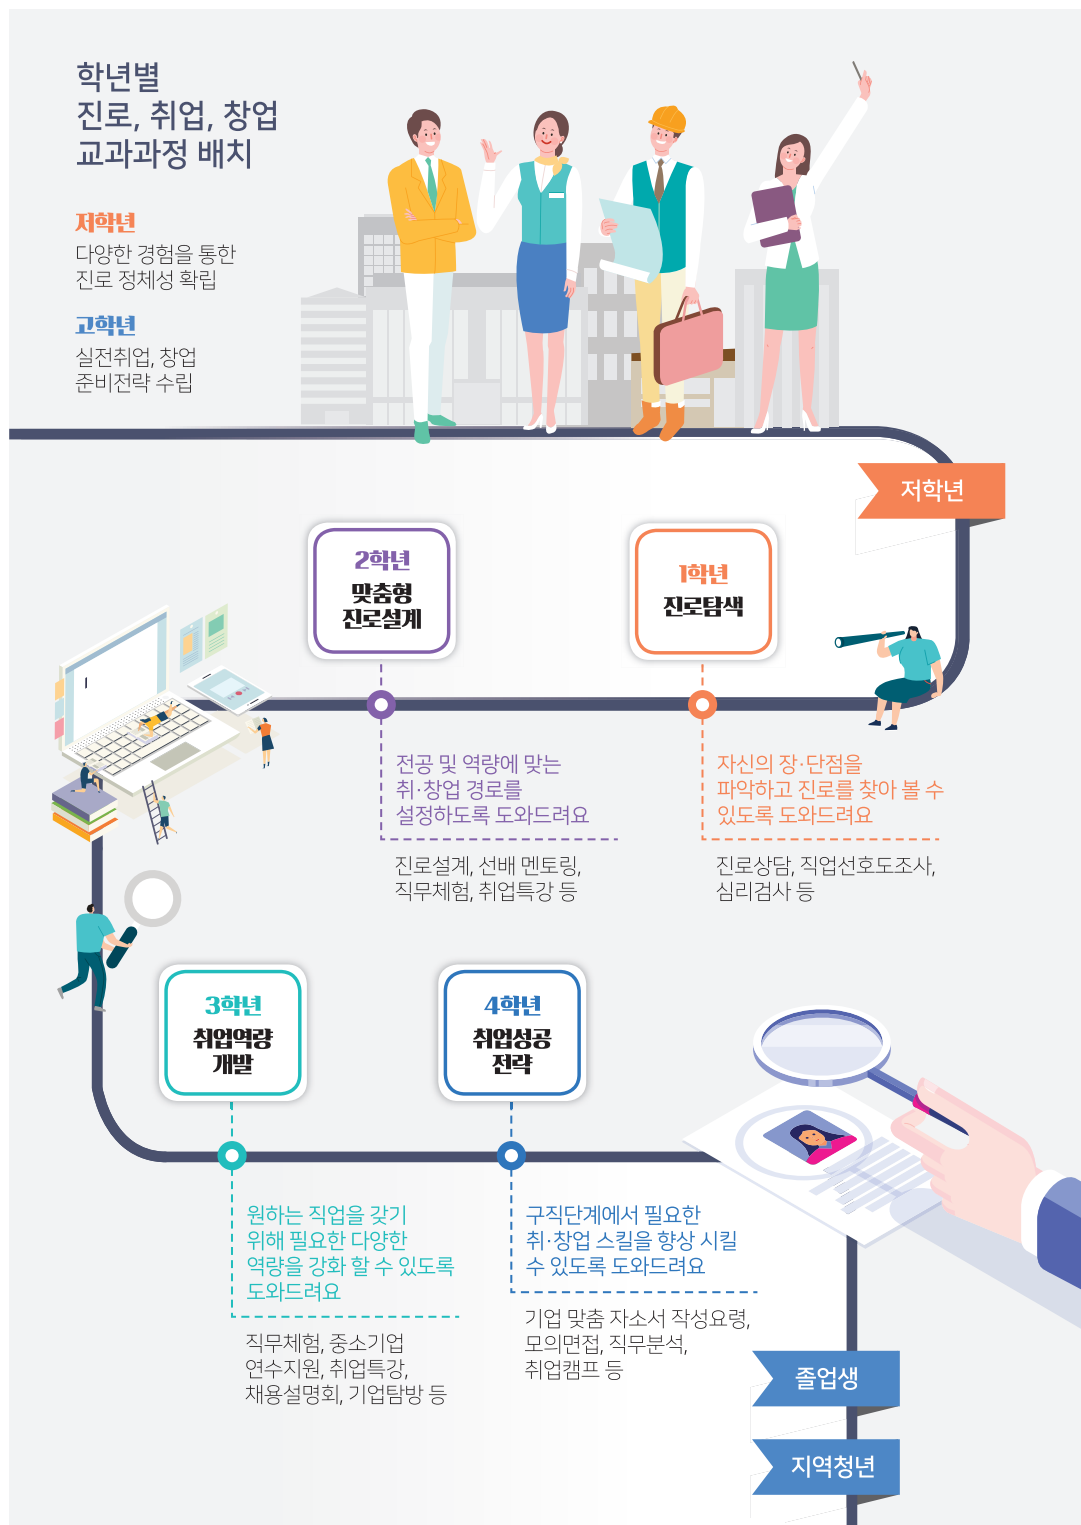 학년별
진로, 취업, 창업
교과과정 배치
저학년
다양한 경험을 통한
진로 정체성 확립
고학년
실전취업, 창업
준비전략 수립
저학년
1학년
진로탐색
자신의 장·단점을
파악하고 진로를 찾아 볼 수
있도록 도와드려요
진로상담, 직업선호도조사,
심리검사 등
2학년
맞춤형
진로설계
전공 및 역량에 맞는
취·창업 경로를
설정하도록 도와드려요
진로설계, 선배 멘토링,
직무체험, 취업특강 등
3학년
취업역량
개발
원하는 직업을 갖기
위해 필요한 다양한
역량을 강화 할 수 있도록
도와드려요
직무체험, 중소기업
연수지원, 취업특강,
채용설명회, 기업탐방 등
4학년
취업성공
전략
구직단계에서 필요한
취·창업 스킬을 향상 시킬
수 있도록 도와드려요
기업 맞춤 자소서 작성요령,
모의면접, 직무분석,
취업캠프 등
졸업생
지역청년